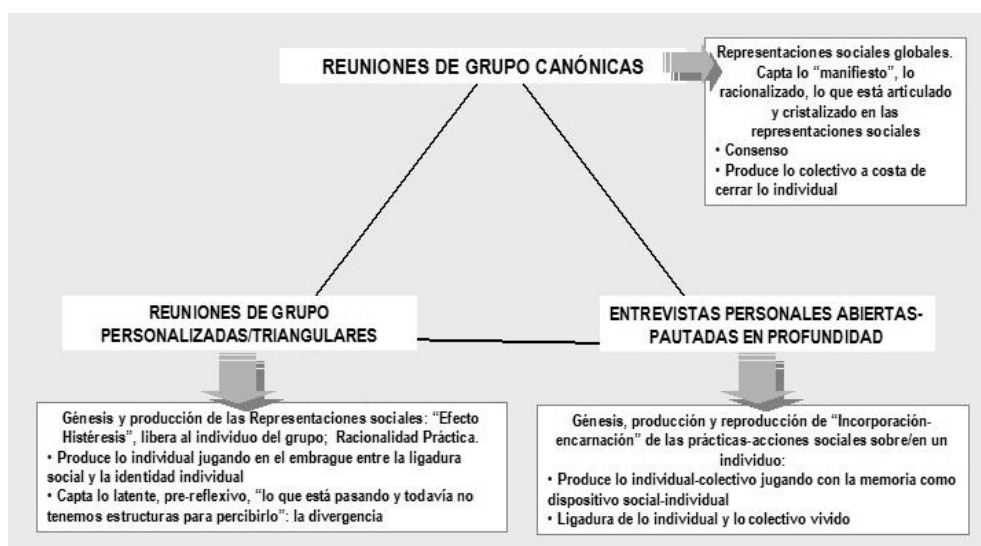 REUNIONES DE GRUPO CANÓNICAS
Representaciones sociales globales.
Capta lo “manifiesto”, lo
racionalizado, lo que está articulado
y cristalizado en las
representaciones sociales
• Consenso
• Produce lo colectivo a costa de
cerrar lo individual
REUNIONES DE GRUPO
PERSONALIZADAS/TRIANGULARES
ENTREVISTAS PERSONALES ABIERTAS-
PAUTADAS EN PROFUNDIDAD
Génesis y producción de las Representaciones sociales: “Efecto
Histéresis”, libera al individuo del grupo; Racionalidad Práctica.
• Produce lo individual jugando en el embrague entre la ligadura
social y la identidad individual
• Capta lo latente, pre-reflexivo, “lo que está pasando y todavía no
tenemos estructuras para percibirlo”: la divergencia
Génesis, producción y reproducción de “Incorporación-
encarnación” de las prácticas-acciones sociales sobre/en un
individuo:
• Produce lo individual-colectivo jugando con la memoria como
dispositivo social-individual
• Ligadura de lo individual y lo colectivo vivido